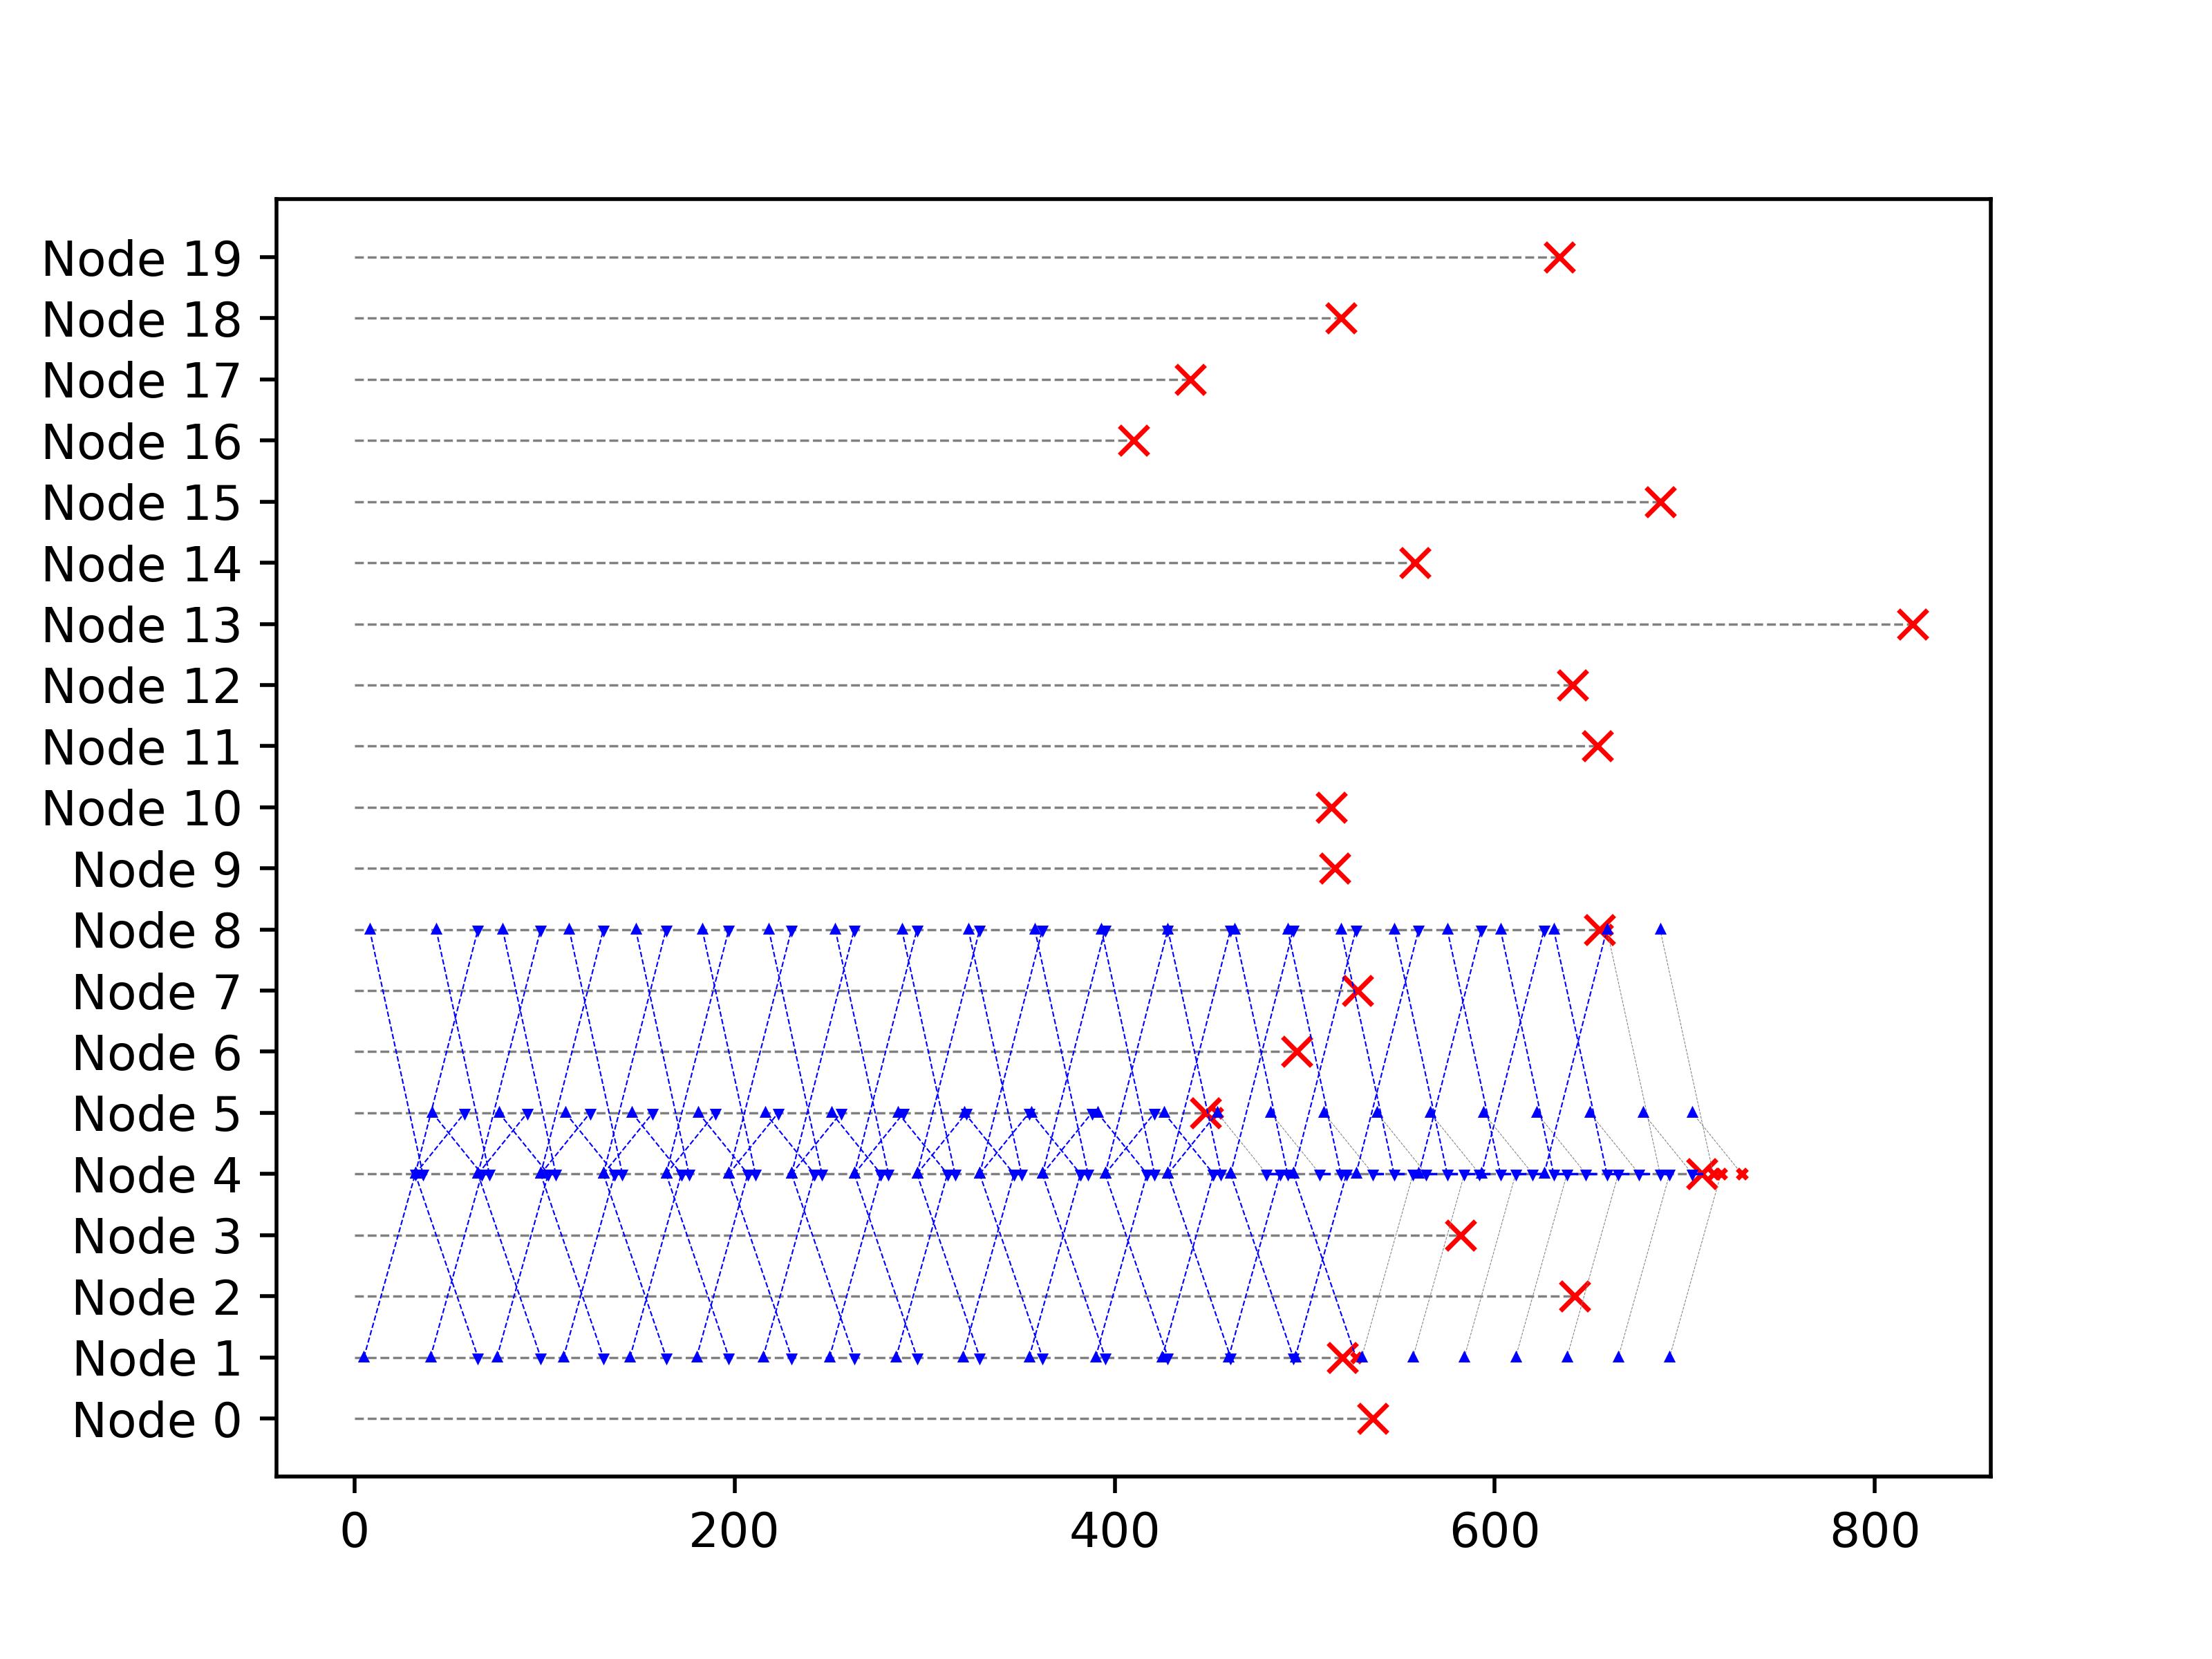 Node 19
Node 18
Node 17
Node 16
Node 15
Node 14
Node 13
Node 12
Node 11
Node 10
Node 9
Node 8
Node 7
Node 6
Node 5
Node 4
Node 3
Node 2
Node 1
Node 0
0 200 400 600 800